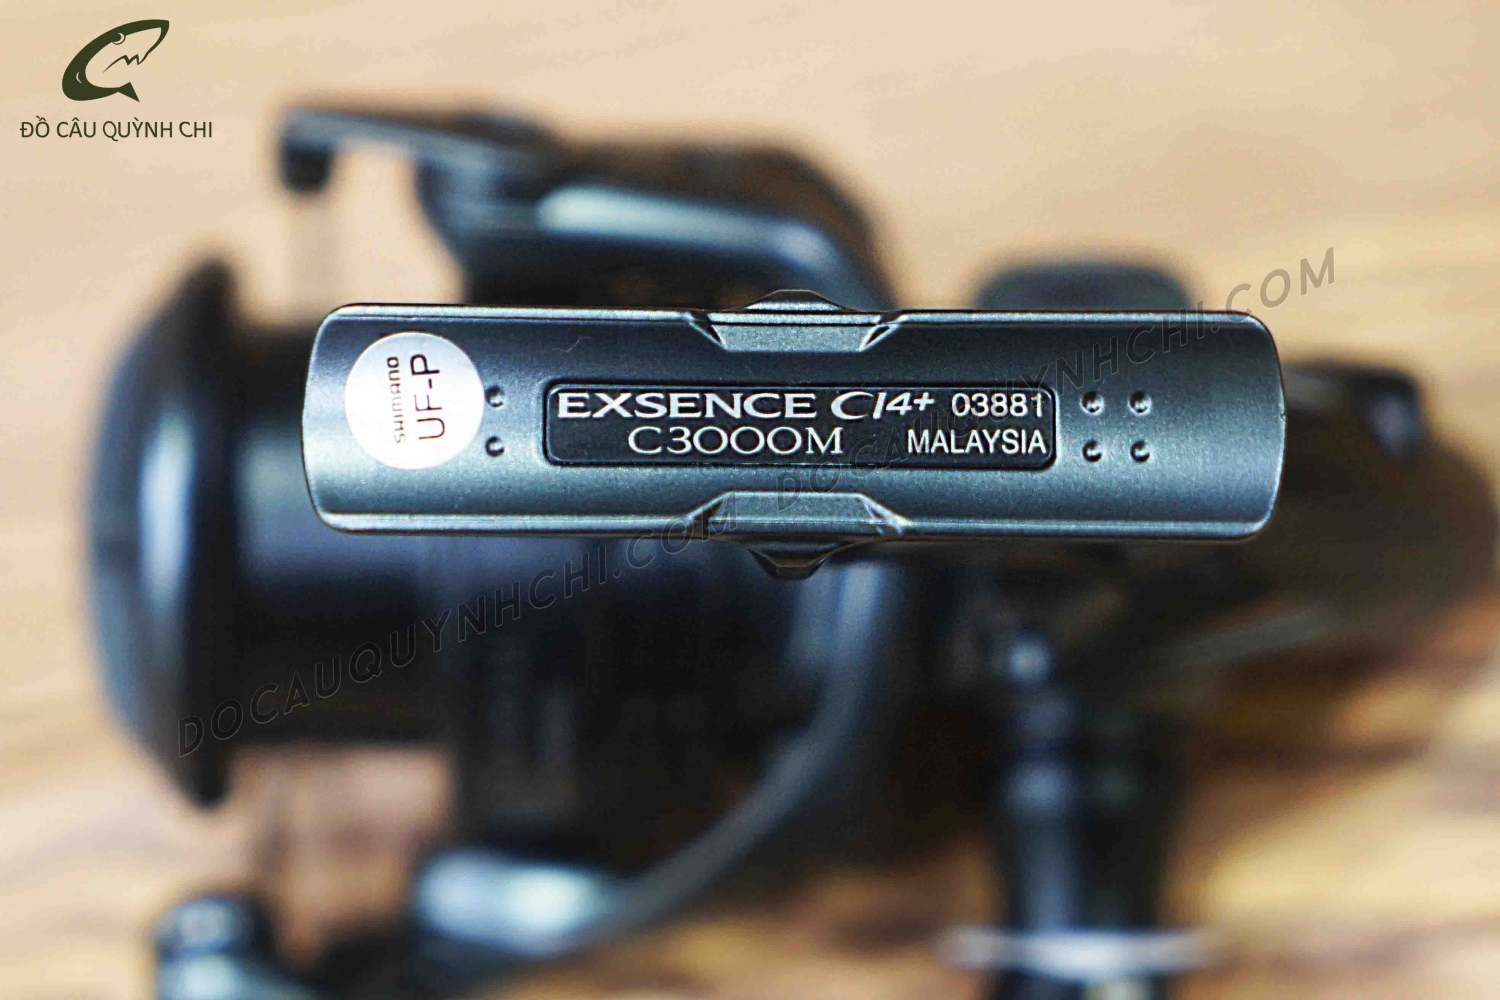 ĐỒ CÂU QUỲNH CHI
SHIMANO
UF-P
EXSENCE CI4+ 03881
C3000M MALAYSIA
DOCAUQUYNHCHI.COM DOCAUQUYNHCHI.COM